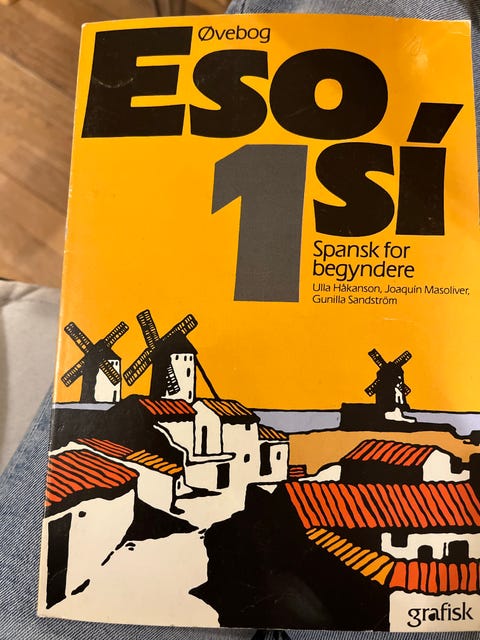 Øvebog
Eso
1 sí
Spansk for
begyndere
Ulla Håkanson, Joaquín Masoliver,
Gunilla Sandström
grafisk